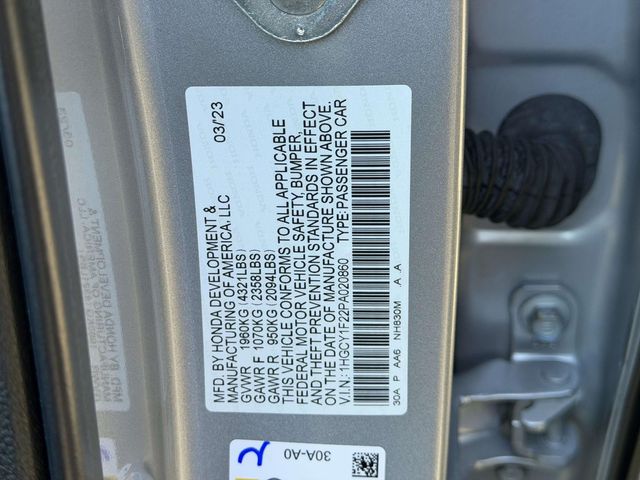 MFD. BY HONDA DEVELOPMENT & 03/23
MANUFACTURING OF AMERICA, LLC
GVWR 1960KG (4321LBS)
GAWR F 1070KG (2358LBS)
GAWR R 950KG (2094LBS)
THIS VEHICLE CONFORMS TO ALL APPLICABLE
FEDERAL MOTOR VEHICLE SAFETY, BUMPER,
AND THEFT PREVENTION STANDARDS IN EFFECT
ON THE DATE OF MANUFACTURE SHOWN ABOVE.
V.I.N.: 1HGCY1F22PA020860 TYPE: PASSENGER CAR
30A P AA6 NH830M A A
2
30A-A0